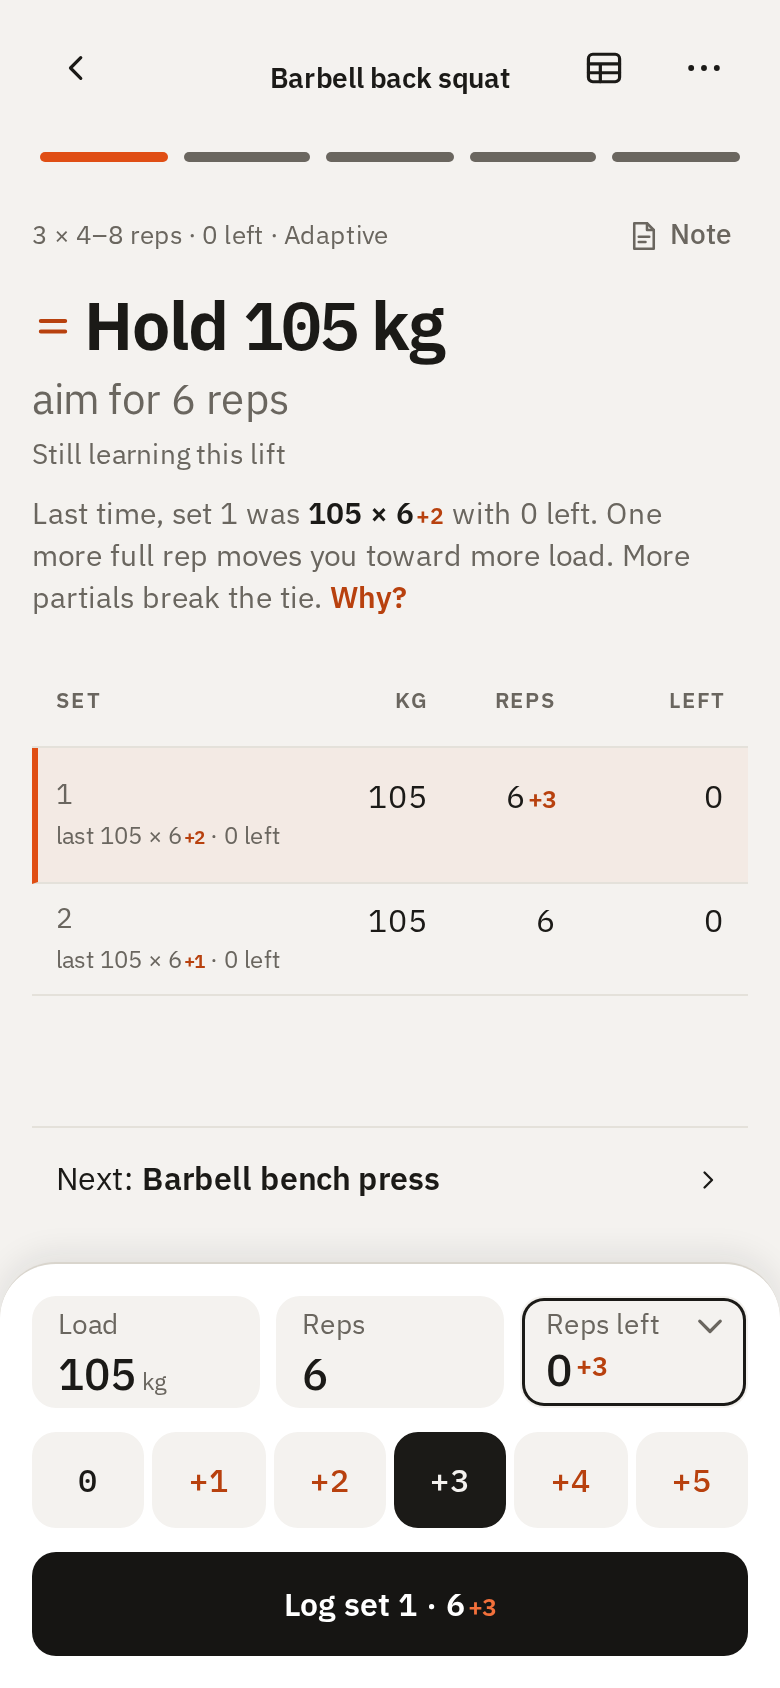 Barbell back squat
3 × 4–8 reps · 0 left · Adaptive
Note
= Hold 105 kg
aim for 6 reps
Still learning this lift
Last time, set 1 was 105 × 6 +2 with 0 left. One
more full rep moves you toward more load. More
partials break the tie. Why?
SET KG REPS LEFT
1 105 6 +3 0
last 105 × 6 +2 · 0 left
2 105 6 0
last 105 × 6 +1 · 0 left
Next: Barbell bench press
Load Reps Reps left
105 kg 6 0 +3
0 +1 +2 +3 +4 +5
Log set 1 · 6 +3